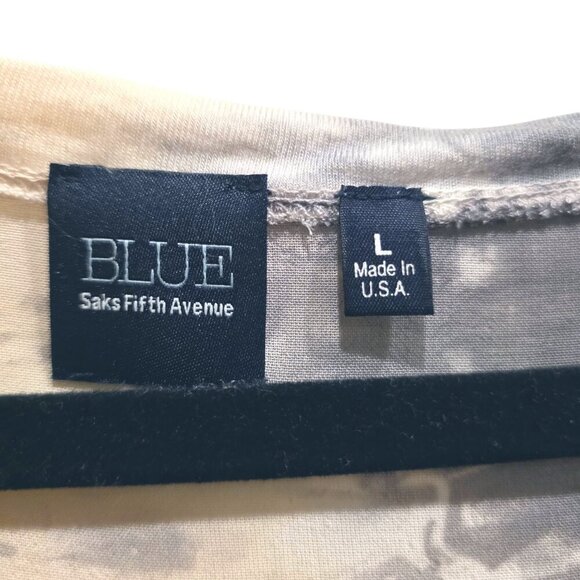 BLUE
Saks Fifth Avenue
L
Made In
U.S.A.